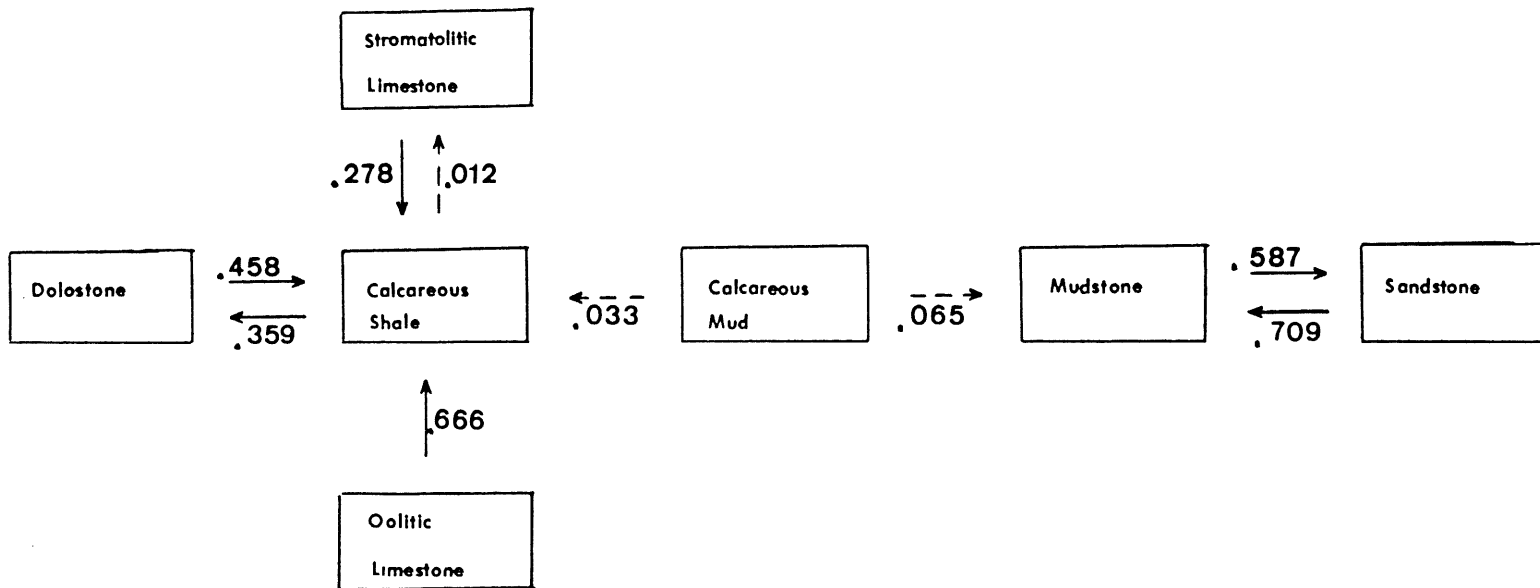 Stromatolitic
Limestone
.278
.012
Dolostone
.458
.359
Calcareous
Shale
.033
Calcareous
Mud
.065
Mudstone
.587
.709
Sandstone
.666
Oolitic
Limestone